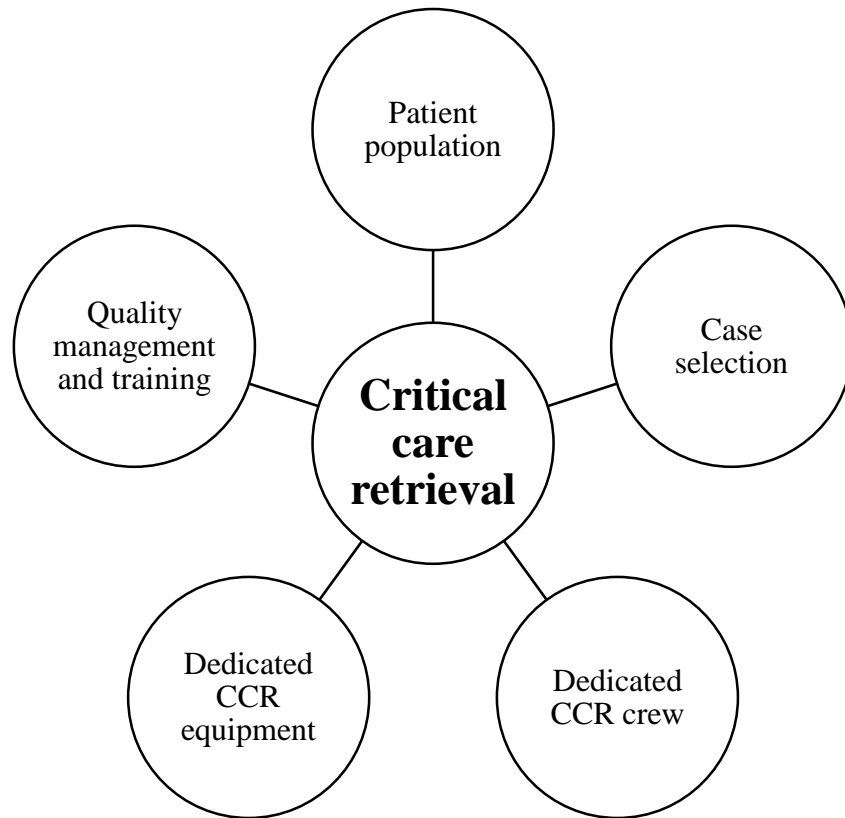 Patient
population
Quality
management
and training
Case
selection
Critical
care
retrieval
Dedicated
CCR
equipment
Dedicated
CCR crew